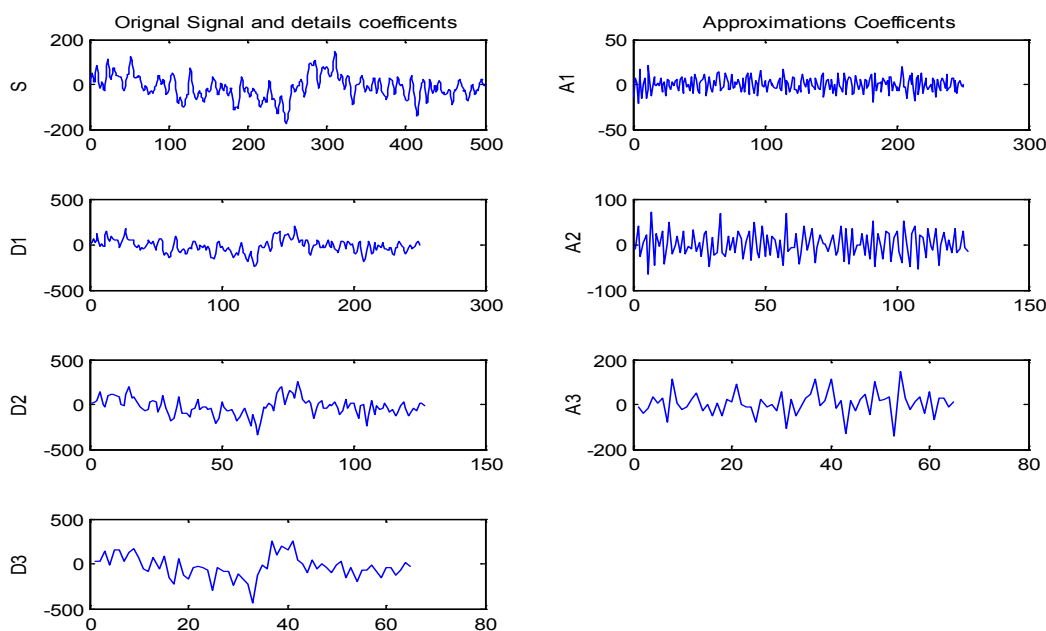 Orignal Signal and details coefficents
200
0
-200
S
0 100 200 300 400 500
Approximations Coefficents
50
0
-50
A1
0 100 200 300
500
0
-500
D1
0 100 200 300
100
0
-100
A2
0 50 100 150
500
0
-500
D2
0 50 100 150
200
0
-200
A3
0 20 40 60 80
500
0
-500
D3
0 20 40 60 80